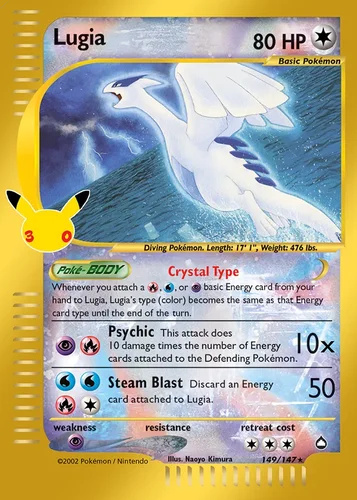 Lugia
80 HP
Basic Pokémon
30
Diving Pokémon. Length: 17' 1", Weight: 476 lbs.
Poké-BODY
Crystal Type
Whenever you attach a , , or basic Energy card from your
hand to Lugia, Lugia's type (color) becomes the same as that Energy
card type until the end of the turn.
Psychic This attack does
10 damage times the number of Energy
cards attached to the Defending Pokémon.
10x
Steam Blast Discard an Energy
card attached to Lugia.
50
weakness resistance retreat cost
Illus. Naoyo Kimura 149/147★
©2002 Pokémon / Nintendo